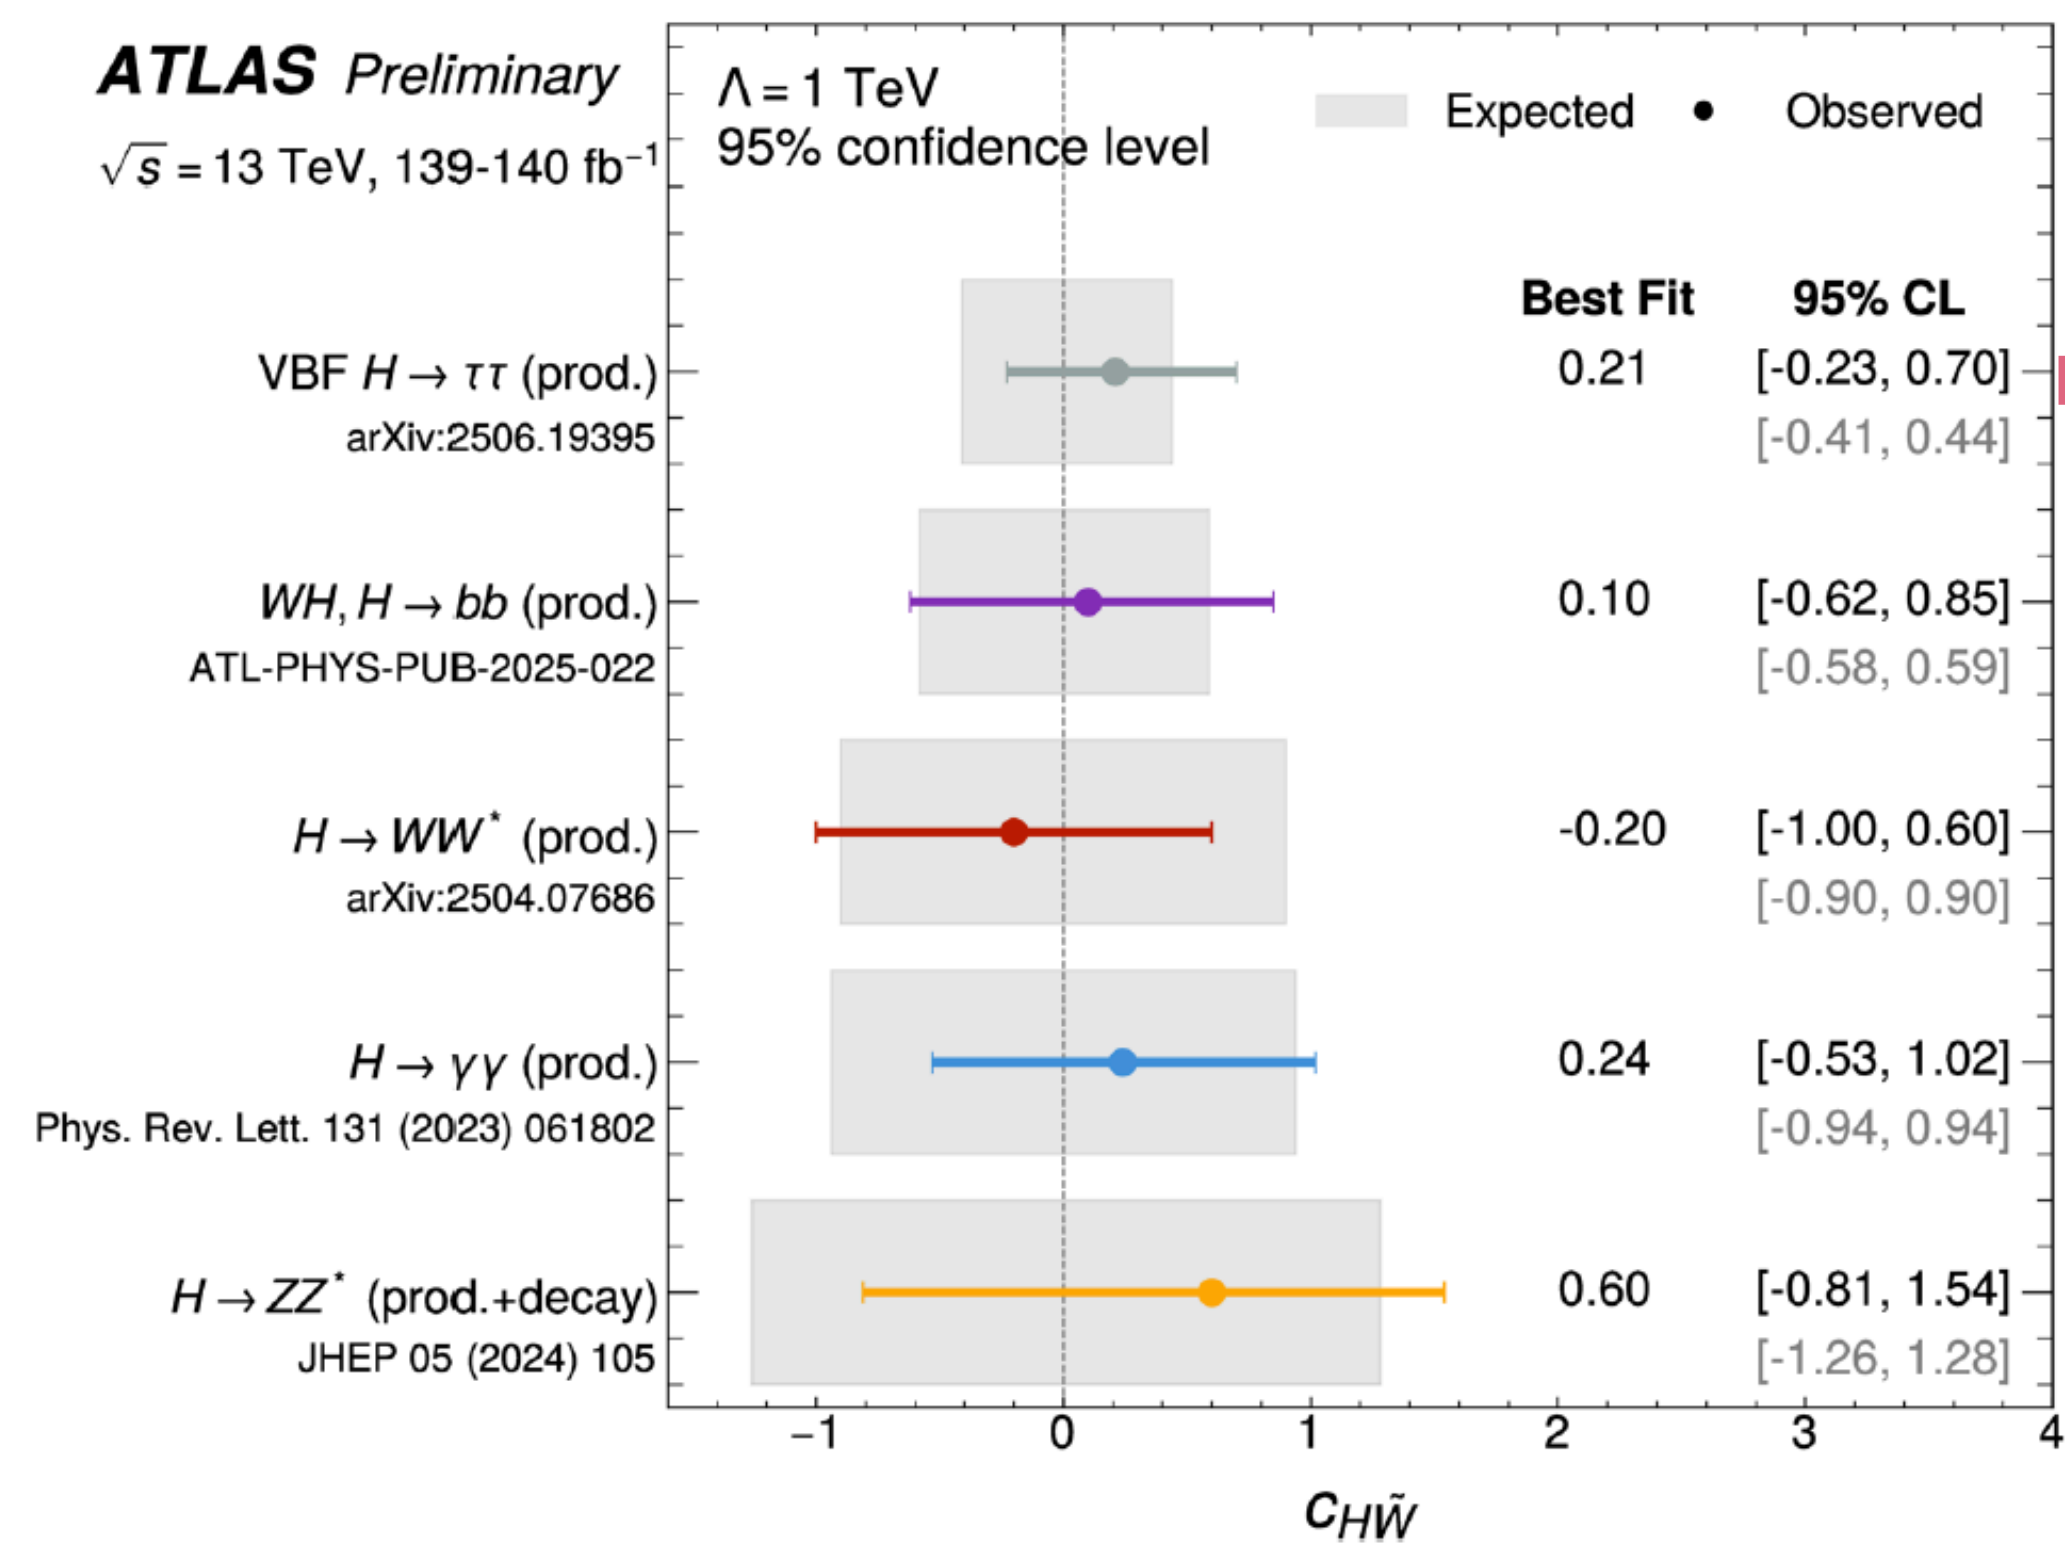 ATLAS Preliminary
√s = 13 TeV, 139-140 fb⁻¹
Λ = 1 TeV
95% confidence level
Expected
Observed
Best Fit 95% CL
VBF H → ττ (prod.) 0.21 [-0.23, 0.70]
arXiv:2506.19395 [-0.41, 0.44]
WH, H → bb (prod.) 0.10 [-0.62, 0.85]
ATL-PHYS-PUB-2025-022 [-0.58, 0.59]
H → WW* (prod.) -0.20 [-1.00, 0.60]
arXiv:2504.07686 [-0.90, 0.90]
H → γγ (prod.) 0.24 [-0.53, 1.02]
Phys. Rev. Lett. 131 (2023) 061802 [-0.94, 0.94]
H → ZZ* (prod.+decay) 0.60 [-0.81, 1.54]
JHEP 05 (2024) 105 [-1.26, 1.28]
−1 0 1 2 3 4
c_{HW̃}